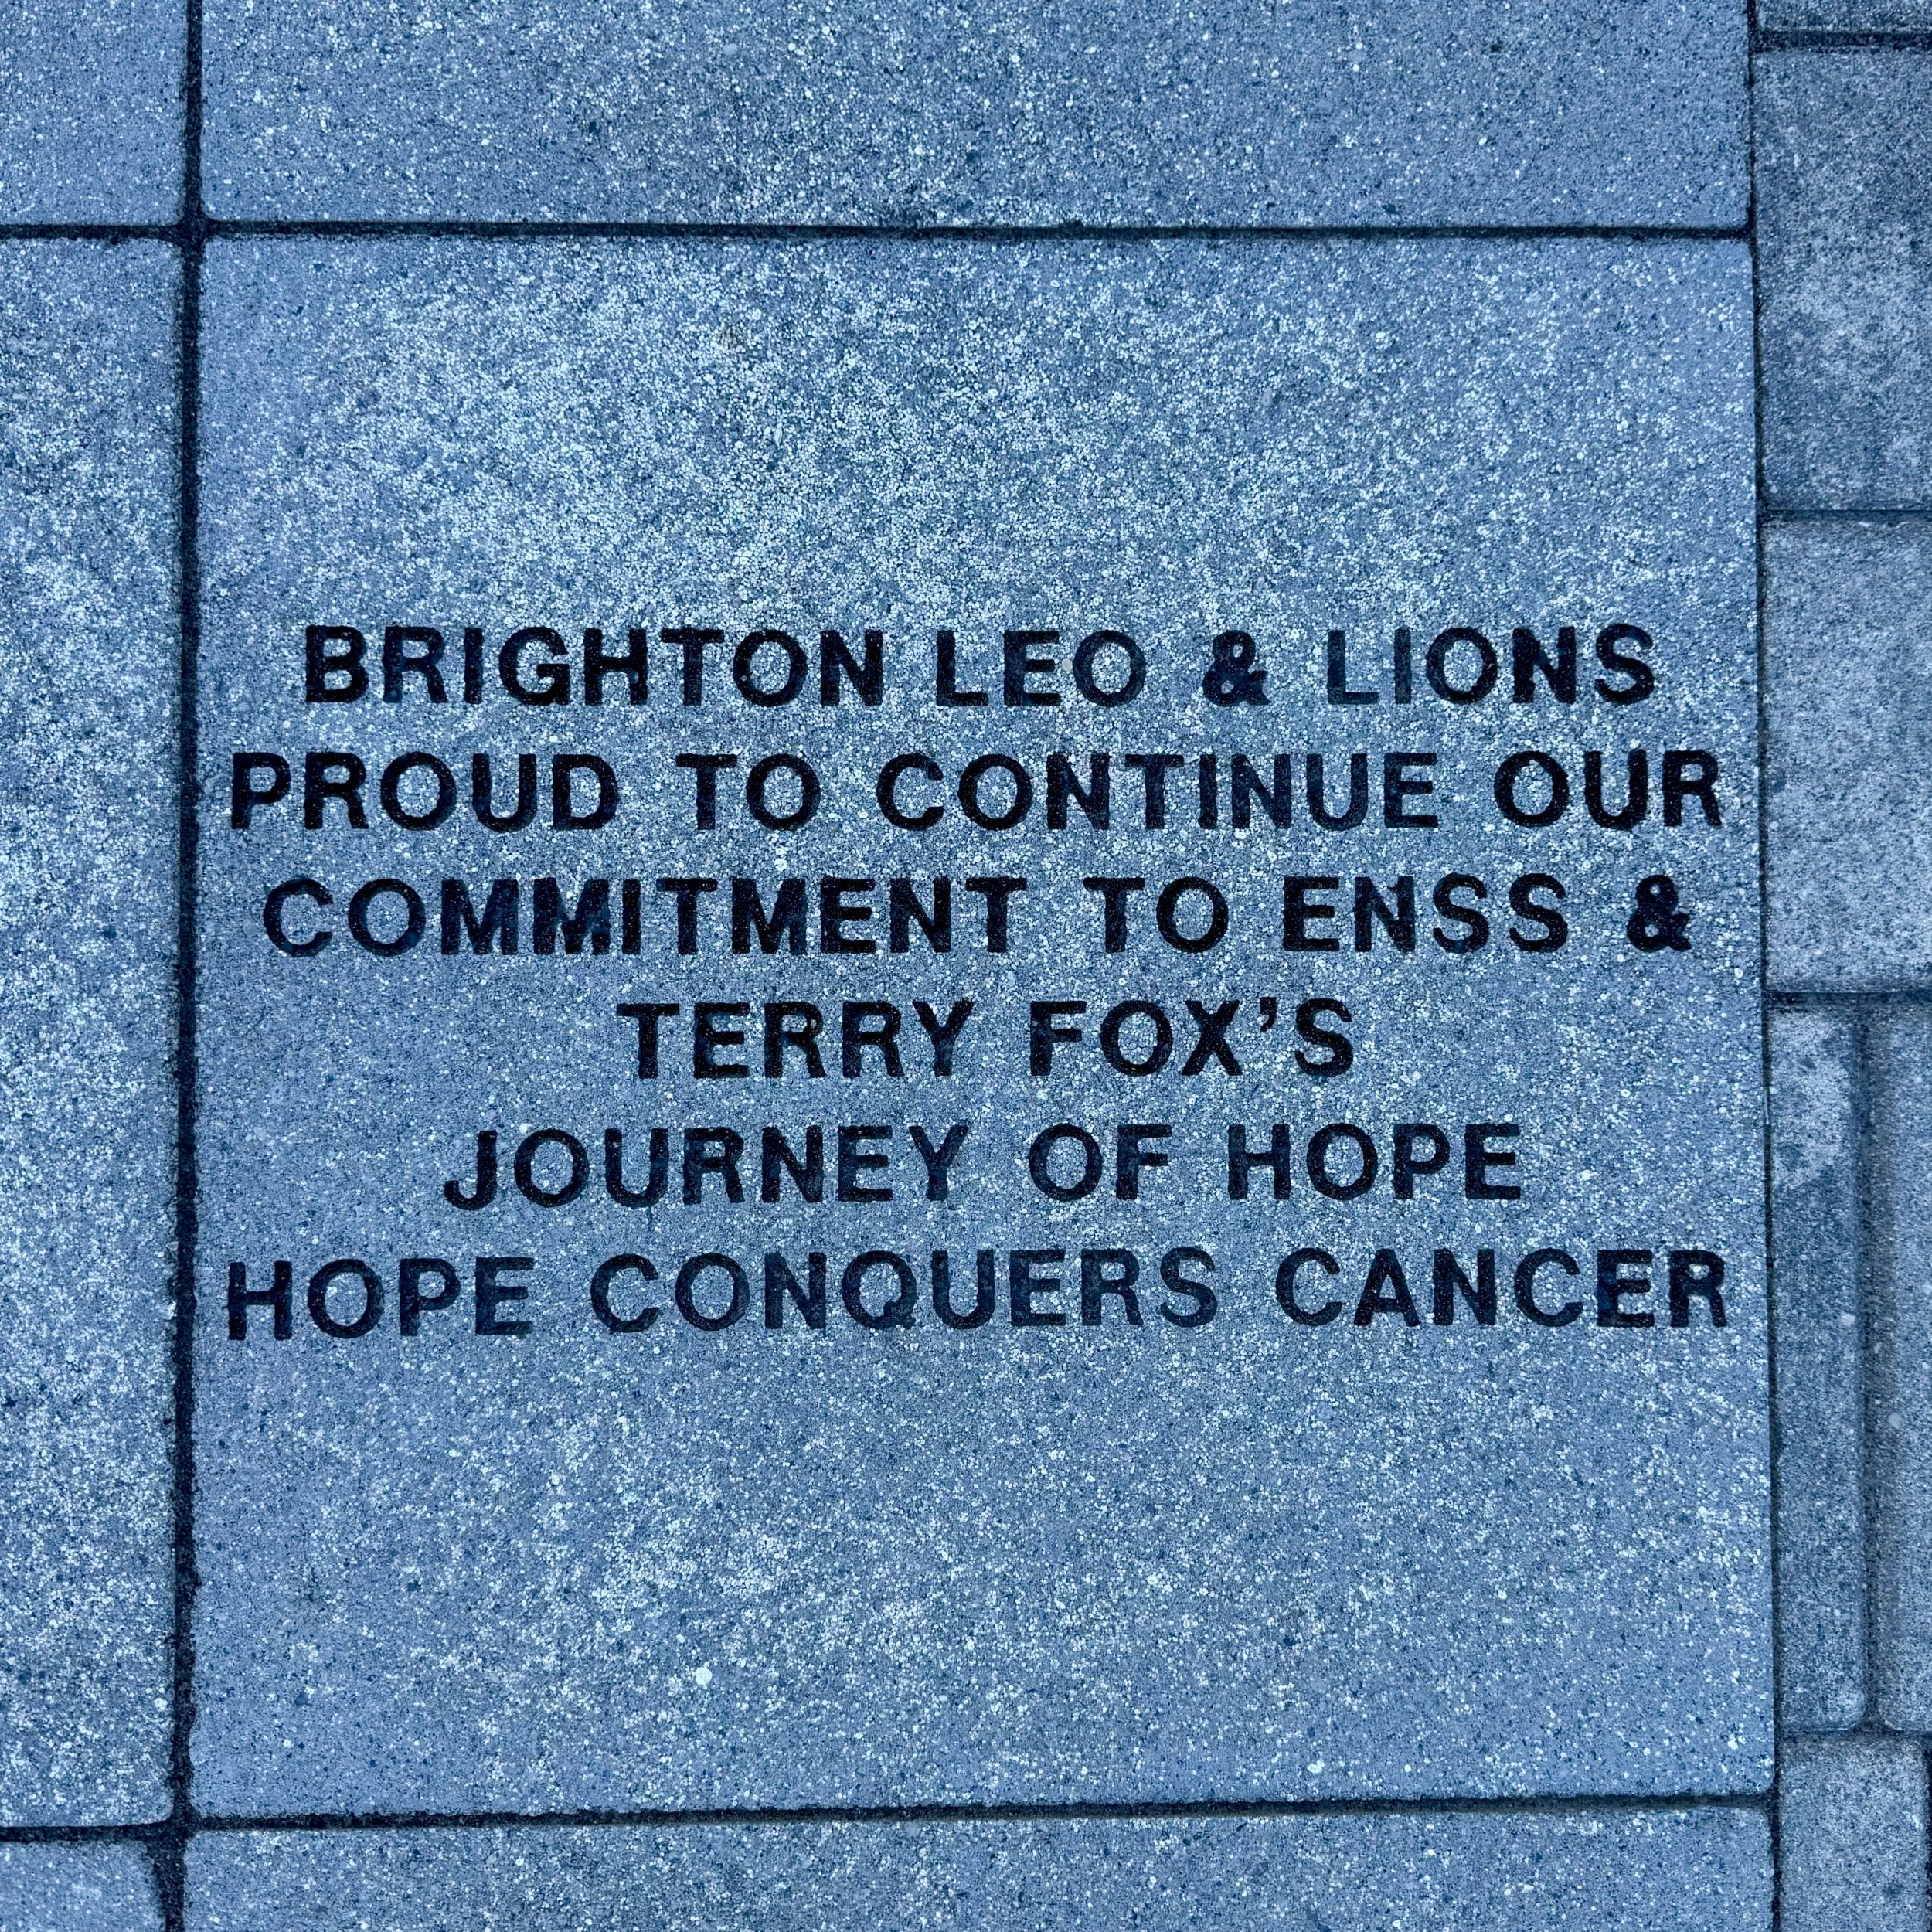 BRIGHTON LEO & LIONS
PROUD TO CONTINUE OUR
COMMITMENT TO ENSS &
TERRY FOX'S
JOURNEY OF HOPE
HOPE CONQUERS CANCER